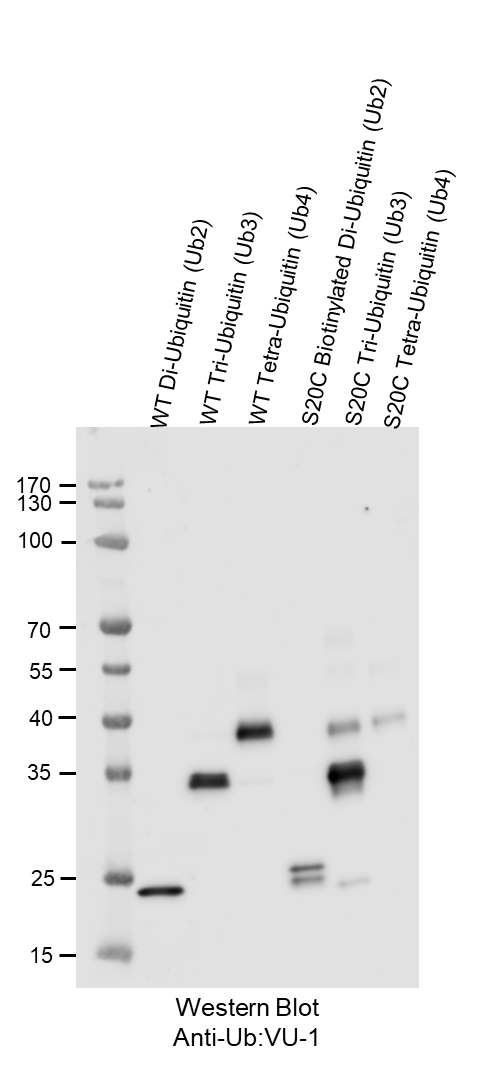 WT Di-Ubiquitin (Ub2)
WT Tri-Ubiquitin (Ub3)
WT Tetra-Ubiquitin (Ub4)
S20C Biotinylated Di-Ubiquitin (Ub2)
S20C Tri-Ubiquitin (Ub3)
S20C Tetra-Ubiquitin (Ub4)
170
130
100
70
55
40
35
25
15
Western Blot
Anti-Ub:VU-1